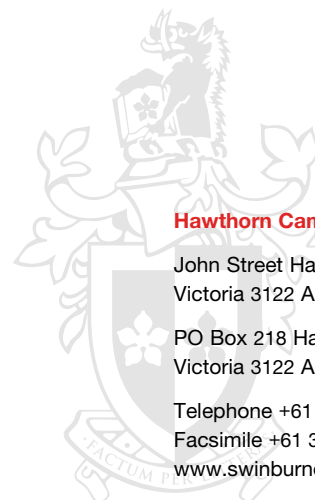 Hawthorn Cam
John Street Ha
Victoria 3122 A
PO Box 218 Ha
Victoria 3122 A
Telephone +61
Facsimile +61 3
www.swinburne
FACTUM PER